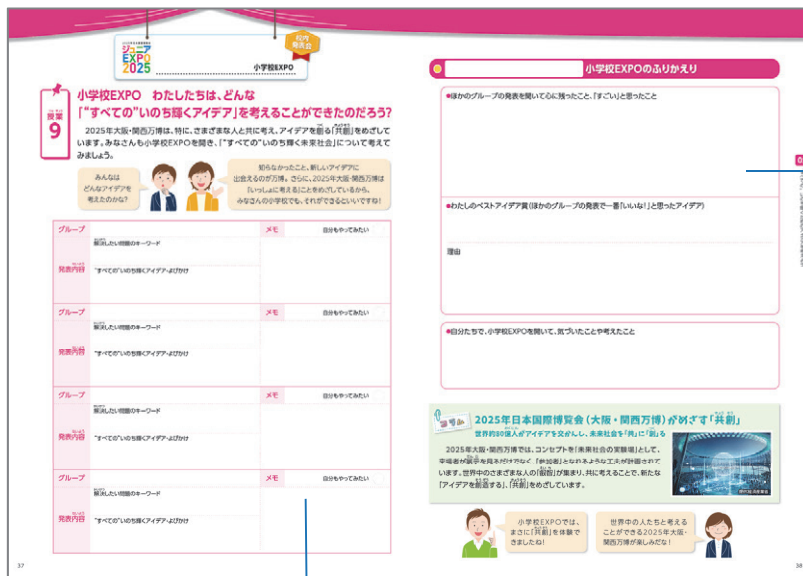 ジュニア
EXPO
2025
校内
発表会
小学校EXPO
授業
9
小学校EXPO わたしたちは、どんな
「“すべての”いのち輝くアイデア」を考えることができたのだろう?
2025年大阪・関西万博は、特に、さまざまな人と共に考え、アイデアを創る「共創」をめざして
います。みなさんも小学校EXPOを開き、「“すべての”いのち輝く未来社会」について考えて
みましょう。
みんなは
どんなアイデアを
考えたのかな?
知らなかったこと、新しいアイデアに
出会えるのが万博。さらに、2025年大阪・関西万博は
「いっしょに考える」ことをめざしているから、
みなさんの小学校でも、それができるといいですね!
グループ
メモ
自分もやってみたい
発表内容
解決したい問題のキーワード
“すべての”いのち輝くアイデア・よびかけ
グループ
メモ
自分もやってみたい
発表内容
解決したい問題のキーワード
“すべての”いのち輝くアイデア・よびかけ
グループ
メモ
自分もやってみたい
発表内容
解決したい問題のキーワード
“すべての”いのち輝くアイデア・よびかけ
グループ
メモ
自分もやってみたい
発表内容
解決したい問題のキーワード
“すべての”いのち輝くアイデア・よびかけ
37
小学校EXPOのふりかえり
●ほかのグループの発表を聞いて心に残ったこと、「すごい」と思ったこと
●わたしのベストアイデア賞(ほかのグループの発表で一番「いいな!」と思ったアイデア)
理由
●自分たちで、小学校EXPOを開いて、気づいたことや考えたこと
コラム
2025年日本国際博覧会(大阪・関西万博)がめざす「共創」
世界約80億人がアイデアを交かんし、未来社会を「共」に「創」る
2025年大阪・関西万博では、コンセプトを「未来社会の実験場」として、
来場者が展示を見るだけでなく「参加者」となれるような工夫が計画されて
います。世界中のさまざまな人の「叡智」が集まり、共に考えることで、新たな
「アイデアを創造する」、「共創」をめざしています。
小学校EXPOでは、
まさに「共創」を体験で
きましたね!
世界中の人たちと考える
ことができる2025年大阪・
関西万博が楽しみだな!
38